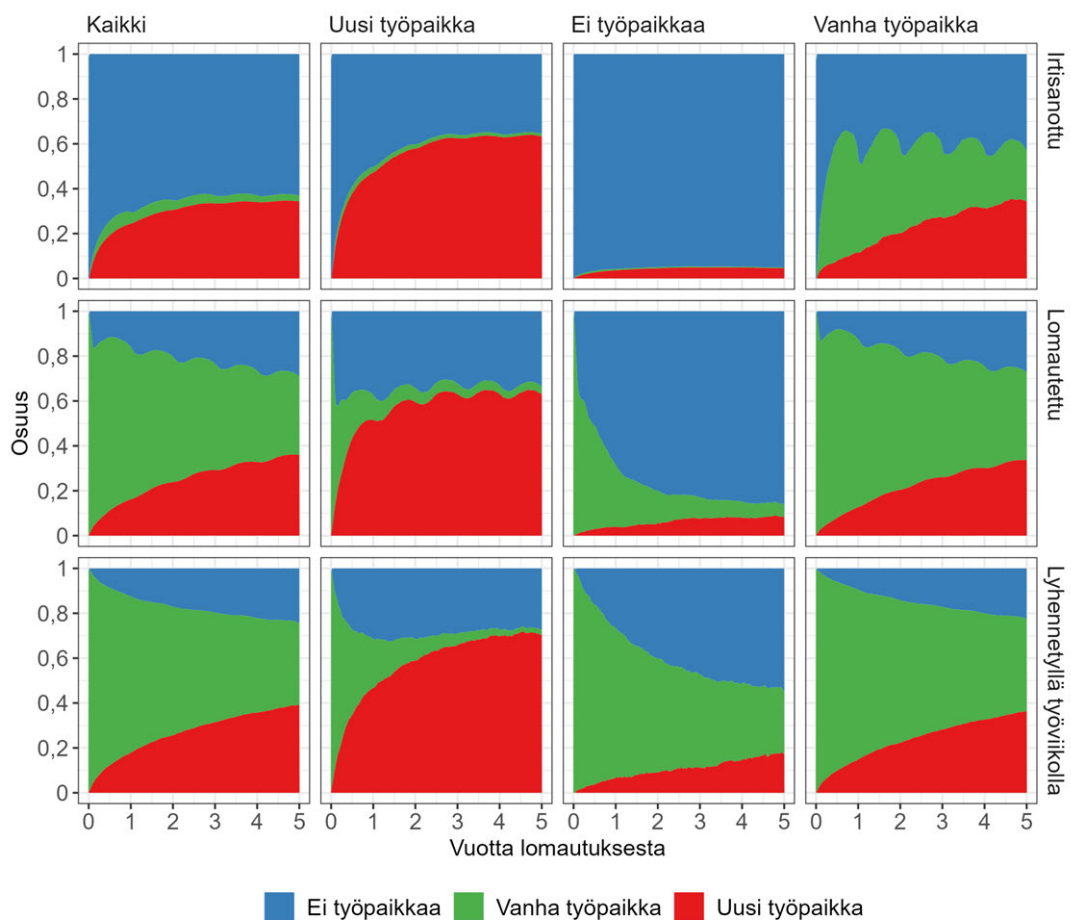 Kaikki
Uusi työpaikka
Ei työpaikkaa
Vanha työpaikka
1
0,8
0,6
0,4
0,2
0
Irtisanottu
1
0,8
0,6
0,4
0,2
0
Lomautettu
Osuus
1
0,8
0,6
0,4
0,2
0
Lyhennetyllä työviikolla
0 1 2 3 4 5
0 1 2 3 4 5
0 1 2 3 4 5
0 1 2 3 4 5
Vuotta lomautuksesta
Ei työpaikkaa
Vanha työpaikka
Uusi työpaikka